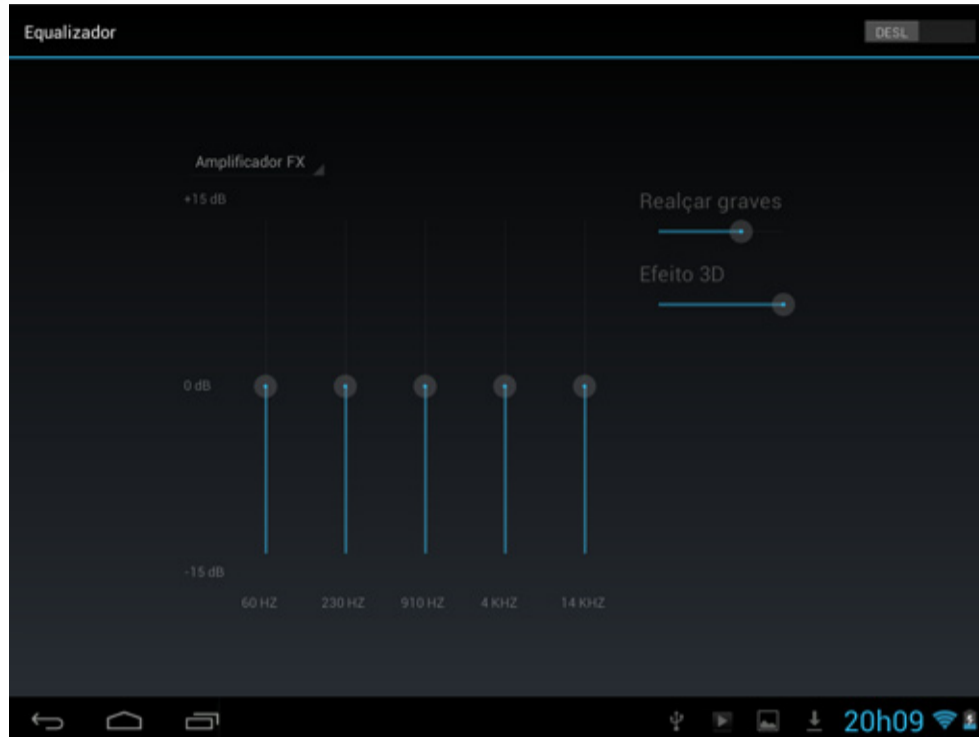 Equalizador
DESL
Amplificador FX
+15 dB
Realçar graves
Efeito 3D
0 dB
-15 dB
60 HZ 230 HZ 910 HZ 4 KHZ 14 KHZ
20h09